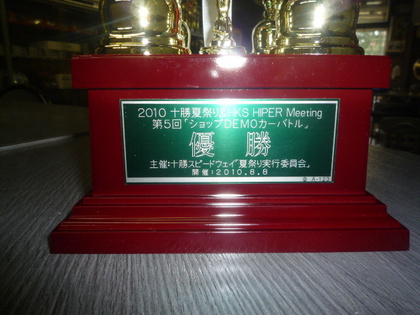 2010 十勝夏祭り&HKS HIPER Meeting
第5回「ショップDEMOカーバトル」
優 勝
主催:十勝スピードウェイ"夏祭り実行委員会"
開催:2010.8.8